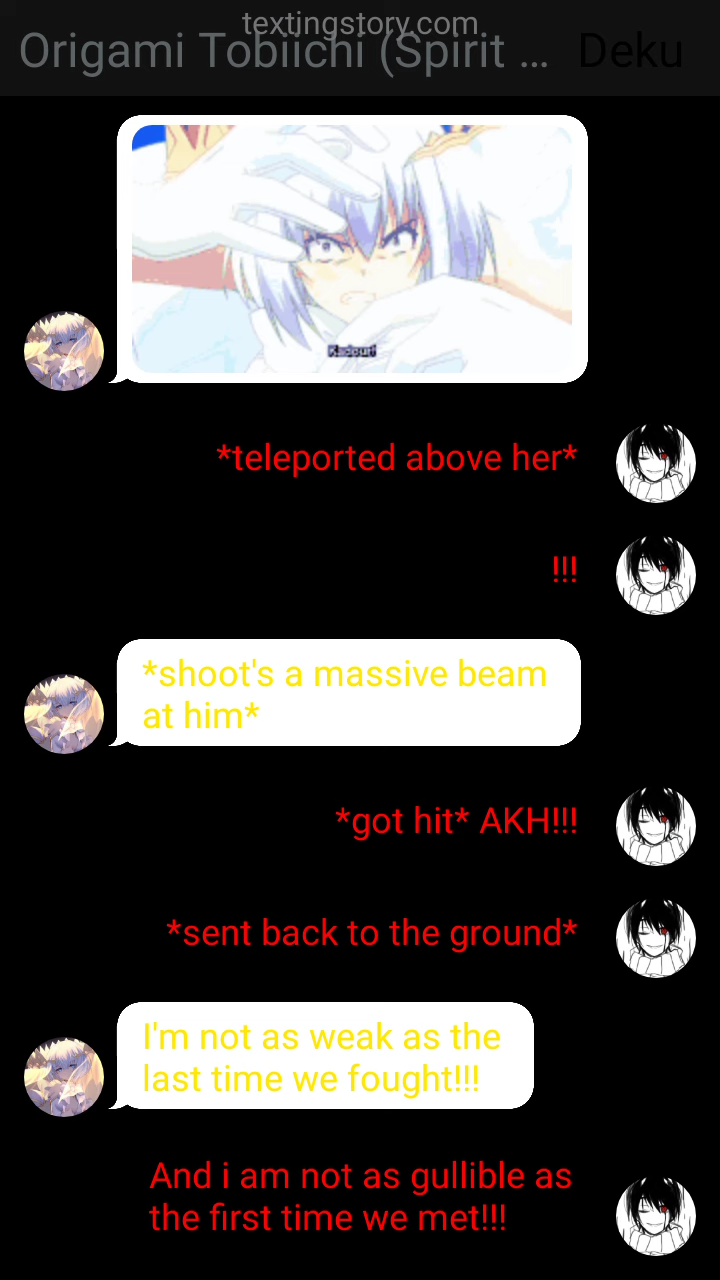 textingstory.com
Origami Tobiichi (Spirit ...
Deku
*teleported above her*
!!!
*shoot's a massive beam
at him*
*got hit* AKH!!!
*sent back to the ground*
I'm not as weak as the
last time we fought!!!
And i am not as gullible as
the first time we met!!!